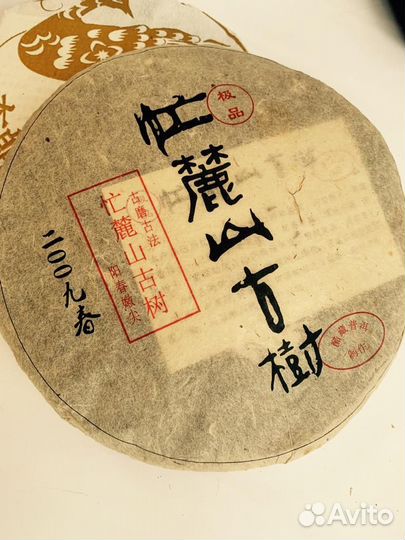 极品
忙麓山古樹
古磨古法
忙麓山古树
阳春嫩尖
二〇〇九春
Avito